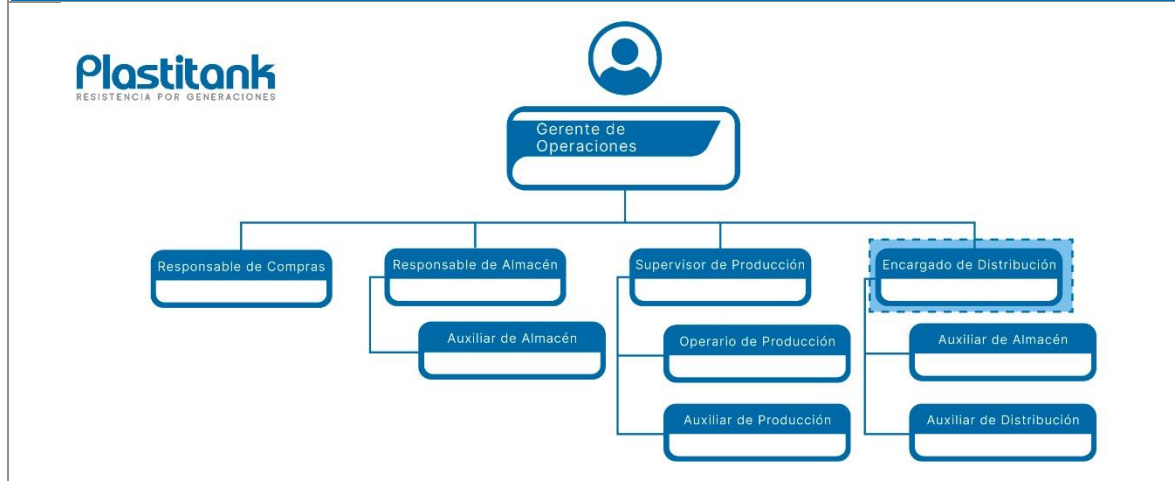 Plastitank
RESISTENCIA POR GENERACIONES
Gerente de
Operaciones
Responsable de Compras
Responsable de Almacén
Supervisor de Producción
Encargado de Distribución
Auxiliar de Almacén
Operario de Producción
Auxiliar de Almacén
Auxiliar de Producción
Auxiliar de Distribución